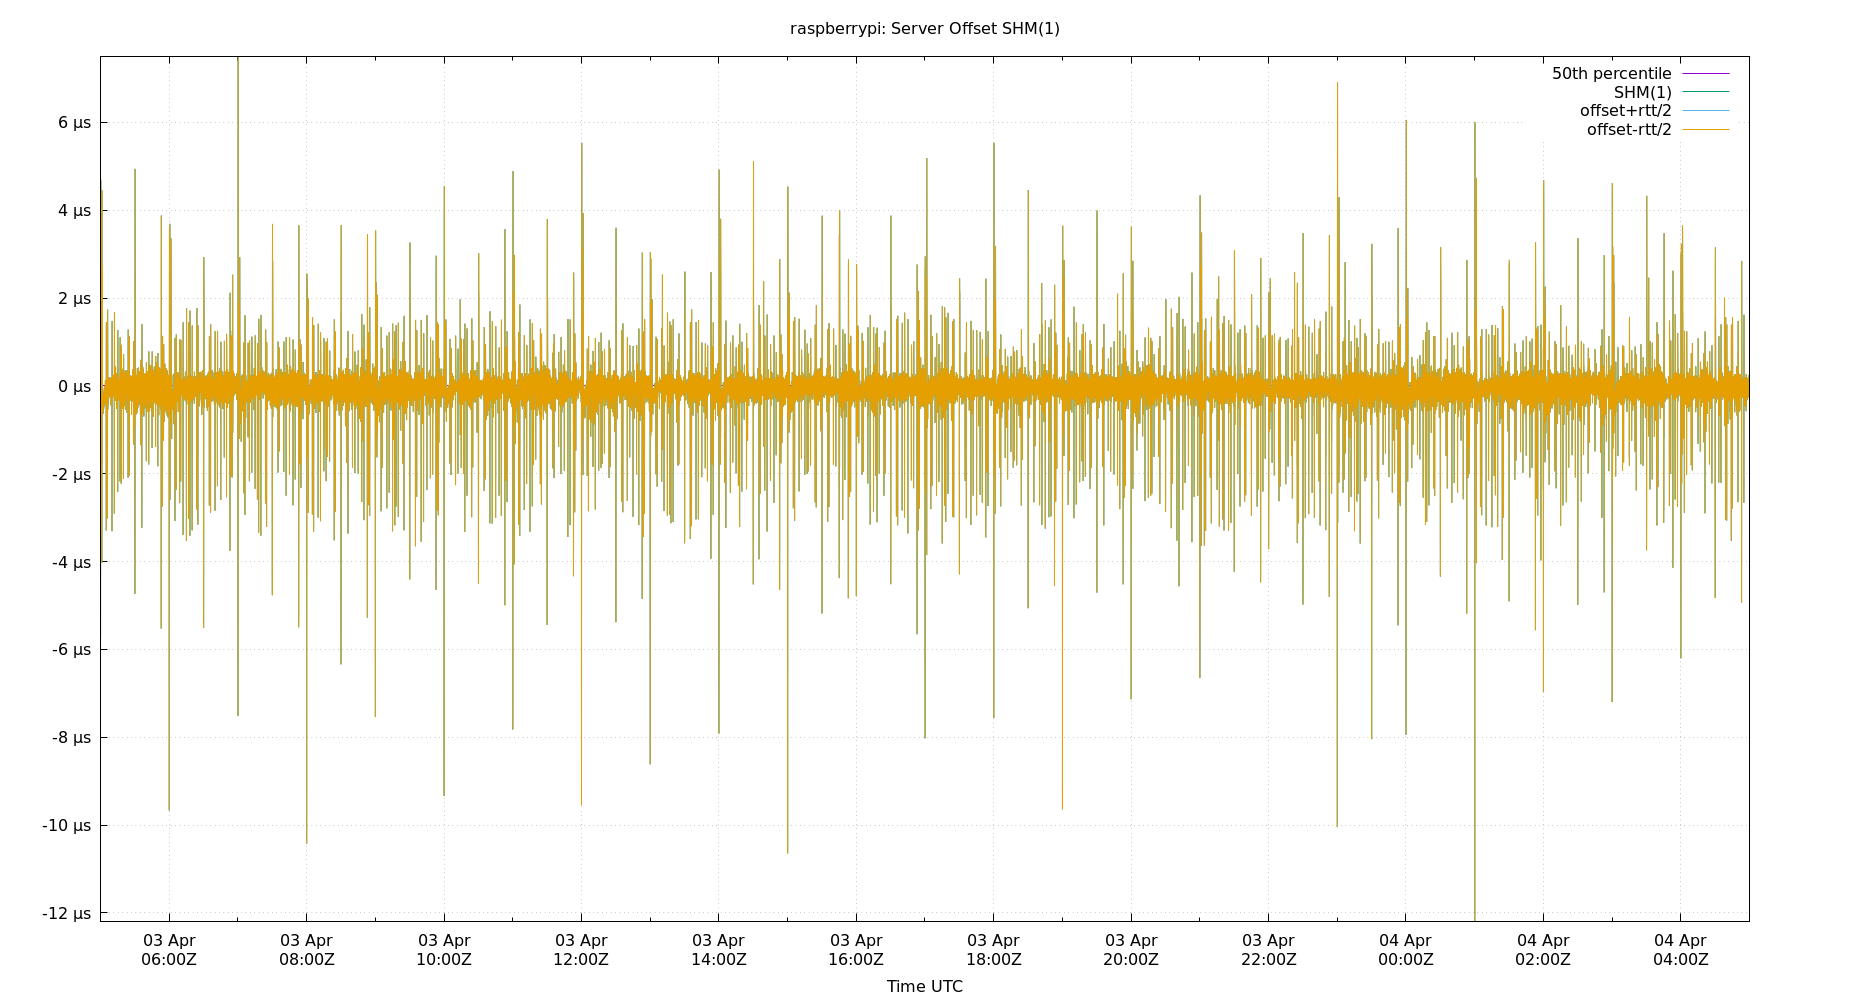 raspberrypi: Server Offset SHM(1)
50th percentile
SHM(1)
offset+rtt/2
offset-rtt/2
6 µs
4 µs
2 µs
0 µs
-2 µs
-4 µs
-6 µs
-8 µs
-10 µs
-12 µs
03 Apr 03 Apr 03 Apr 03 Apr 03 Apr 03 Apr 03 Apr 03 Apr 03 Apr 04 Apr 04 Apr 04 Apr
06:00Z 08:00Z 10:00Z 12:00Z 14:00Z 16:00Z 18:00Z 20:00Z 22:00Z 00:00Z 02:00Z 04:00Z
Time UTC